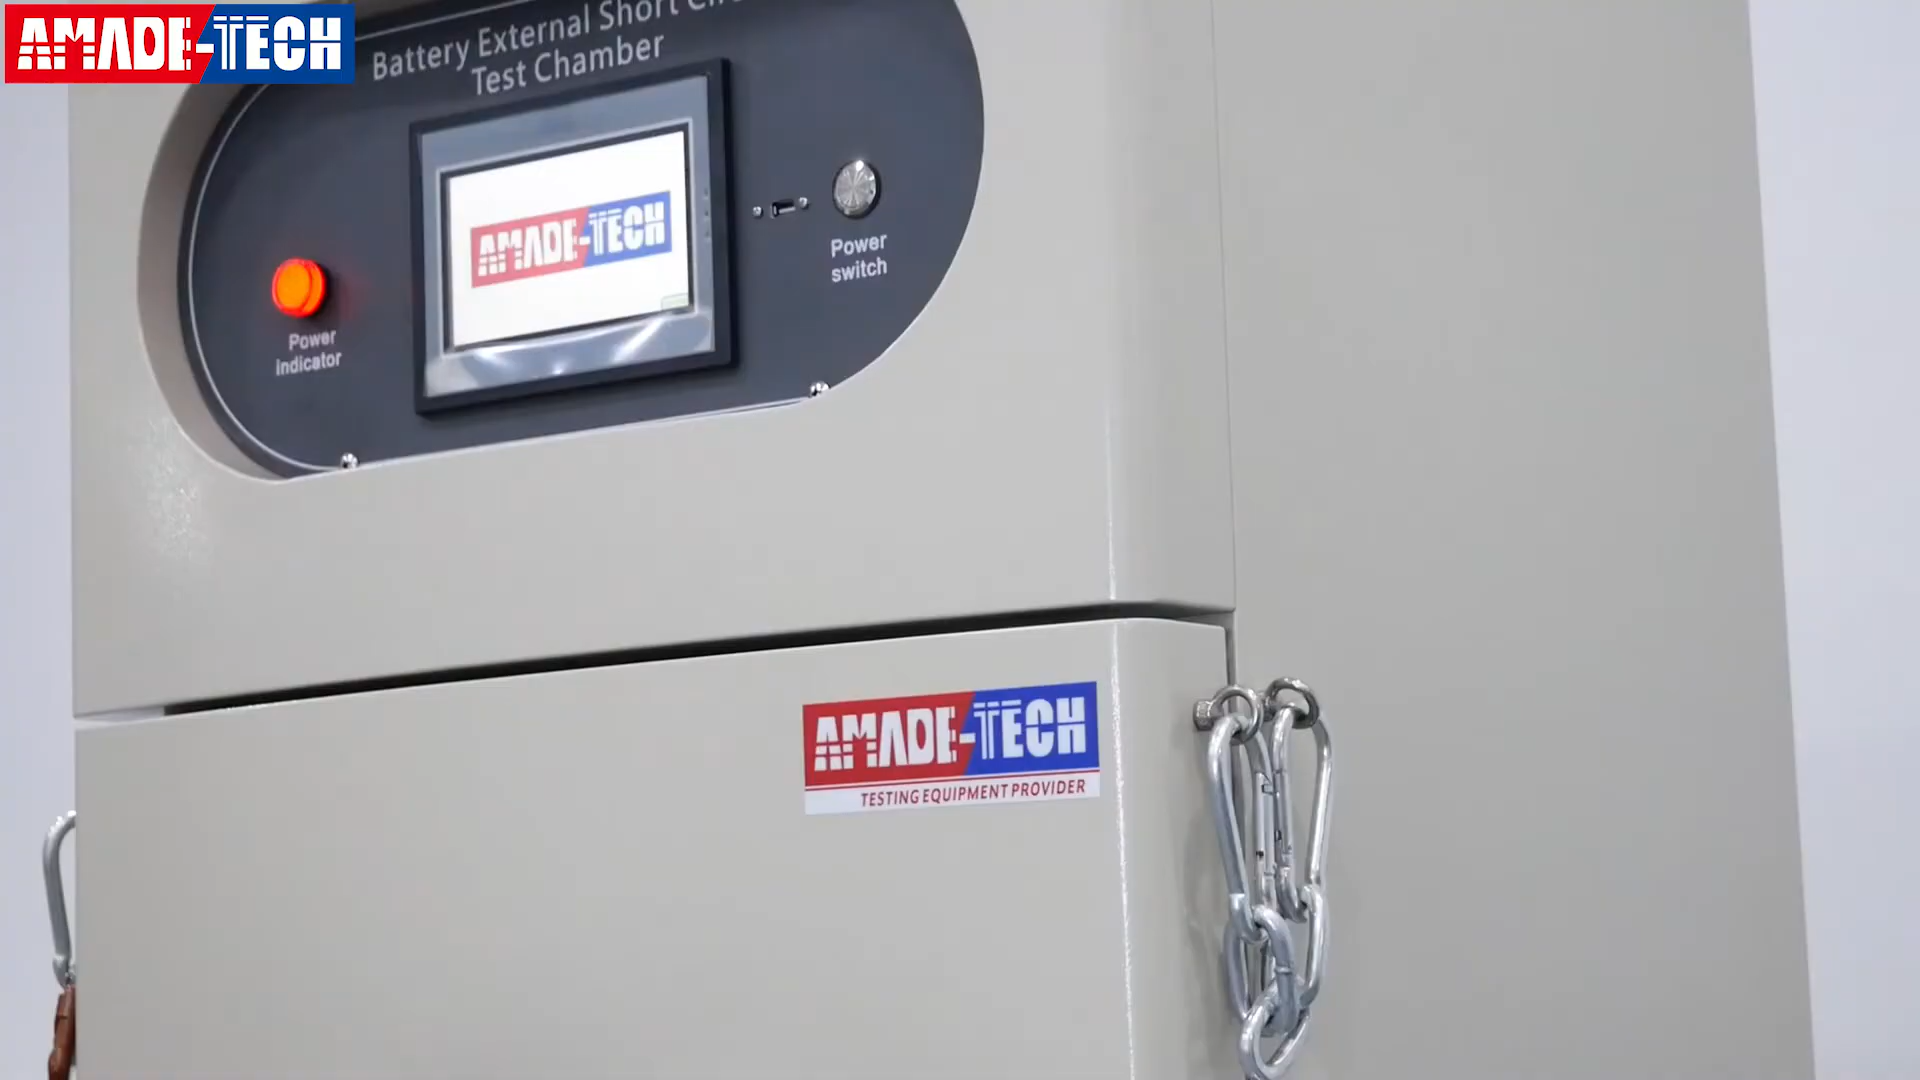 AMADE-TECH
Battery External Short
Test Chamber
AMADE-TECH
Power
switch
Power
indicator
AMADE-TECH
TESTING EQUIPMENT PROVIDER